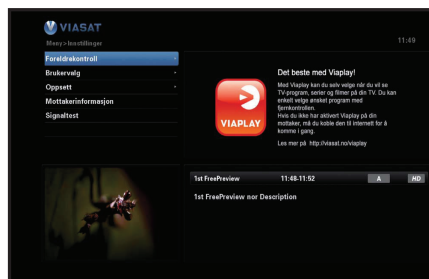 VIASAT
Meny>Innstillinger
11:49
Foreldrekontroll
Brukervalg
Oppsett
Mottakerinformasjon
Signaltest
VIAPLAY
Det beste med Viaplay!
Med Viaplay kan du selv velge når du vil se
TV-program, serier og filmer på din TV. Du kan
enkelt velge ønsket program med
fjernkontrollen.
Hvis du ikke har aktivert Viaplay på din
mottaker, må du koble den til internett for å
komme i gang.
Les mer på http://viasat.no/viaplay
1st FreePreview 11:48-11:52 A HD
1st FreePreview nor Description